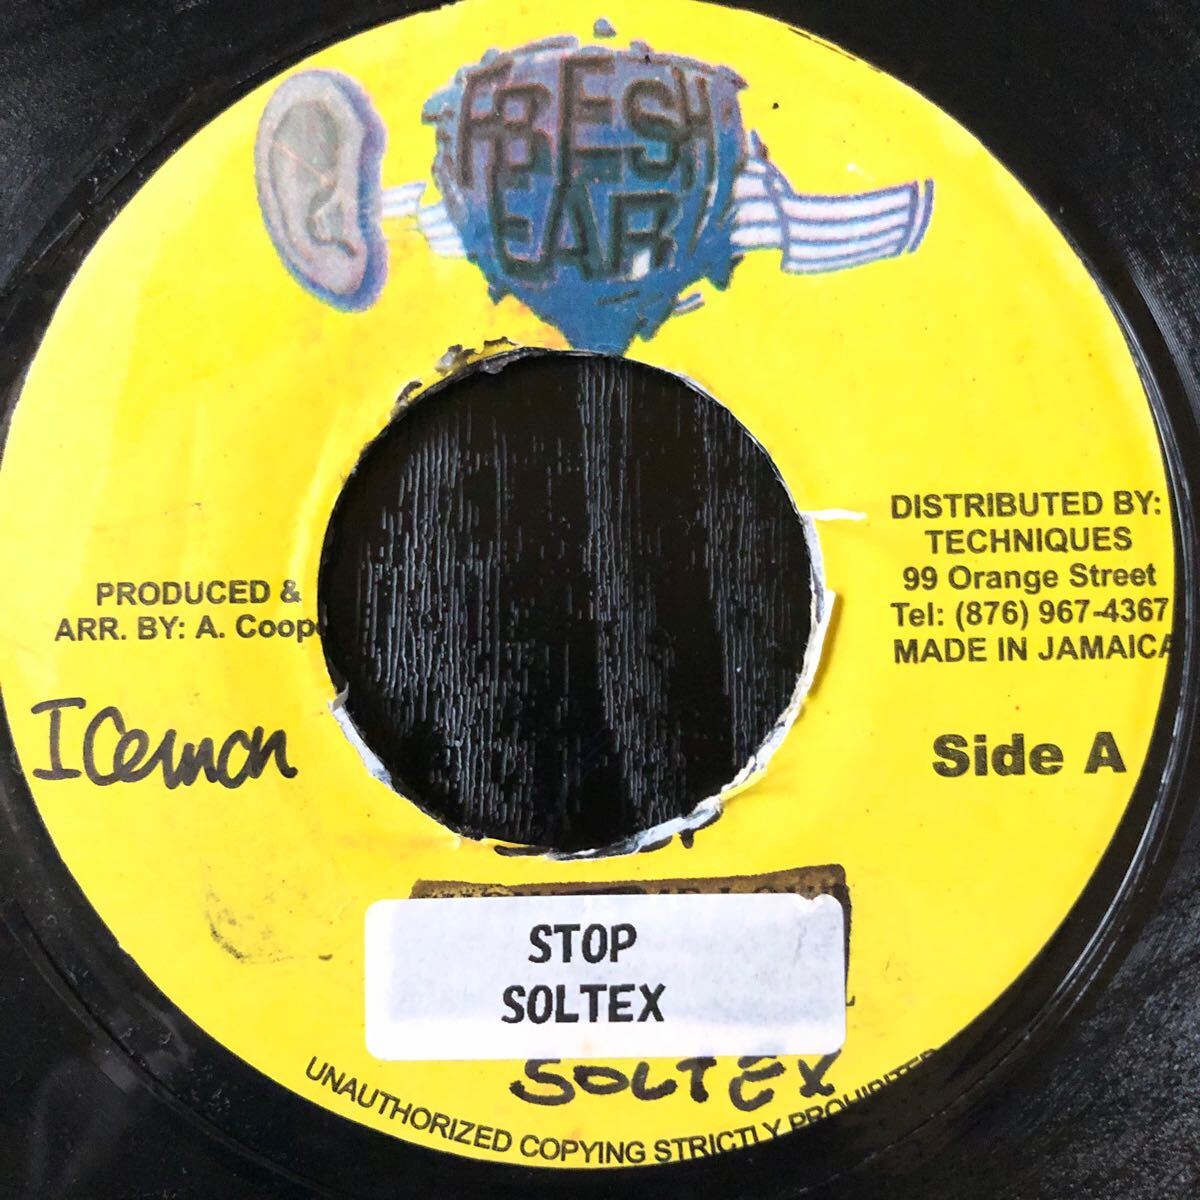 FRESH
EAR
DISTRIBUTED BY:
TECHNIQUES
99 Orange Street
Tel: (876) 967-4367
MADE IN JAMAICA
PRODUCED &
ARR. BY: A. Coop
Icemon
Side A
STOP
SOLTEX
SOLTEX
UNAUTHORIZED COPYING STRICTLY PROHIBITED